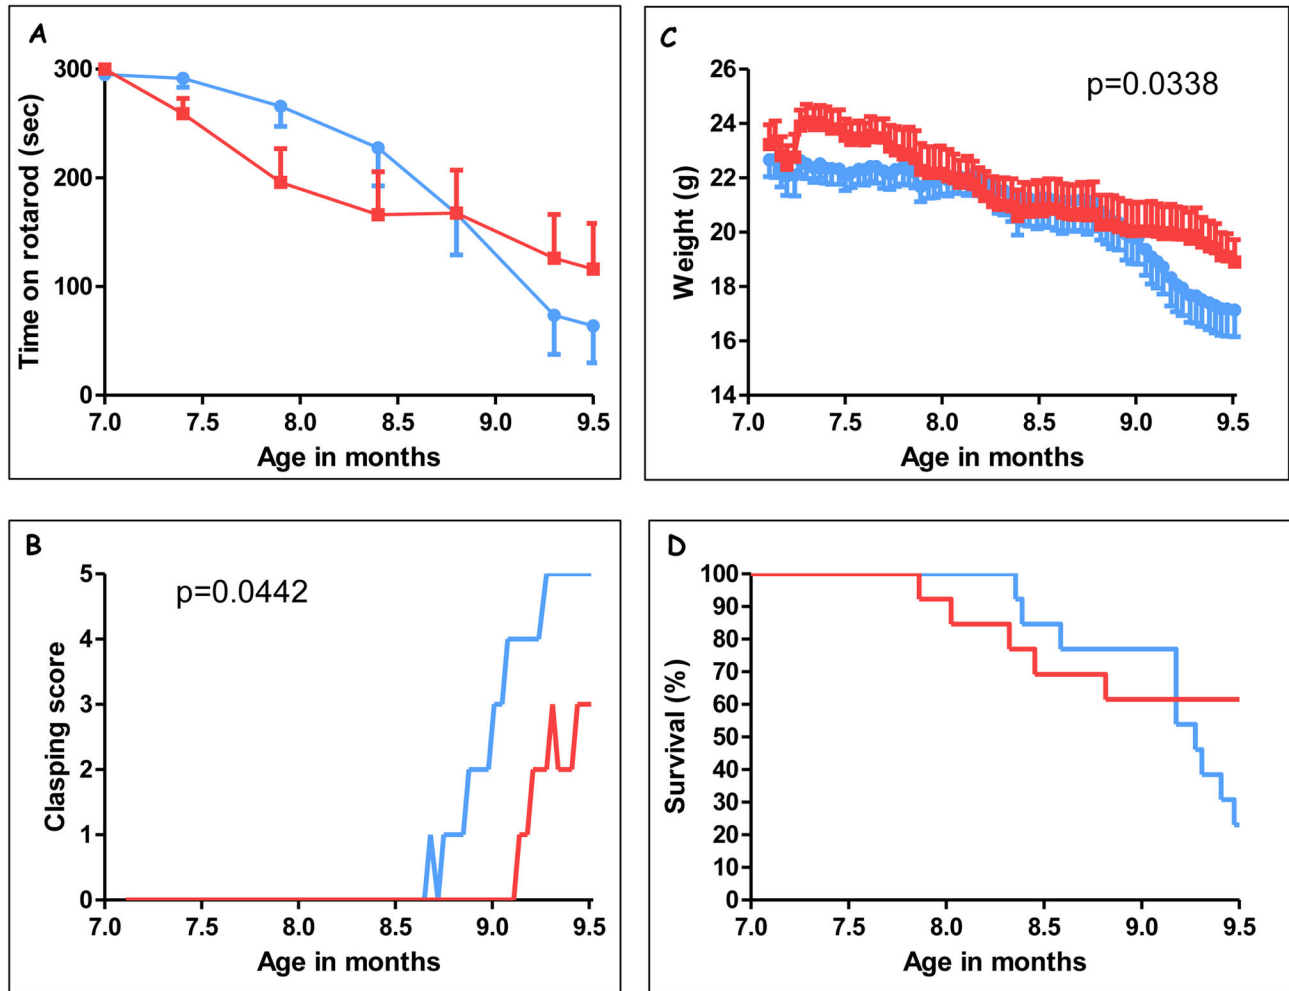 A
Time on rotarod (sec)
300
200
100
0
7.0 7.5 8.0 8.5 9.0 9.5
Age in months
C
p=0.0338
Weight (g)
26
24
22
20
18
16
14
7.0 7.5 8.0 8.5 9.0 9.5
Age in months
B
p=0.0442
Clasping score
5
4
3
2
1
0
7.0 7.5 8.0 8.5 9.0 9.5
Age in months
D
Survival (%)
100
90
80
70
60
50
40
30
20
10
0
7.0 7.5 8.0 8.5 9.0 9.5
Age in months